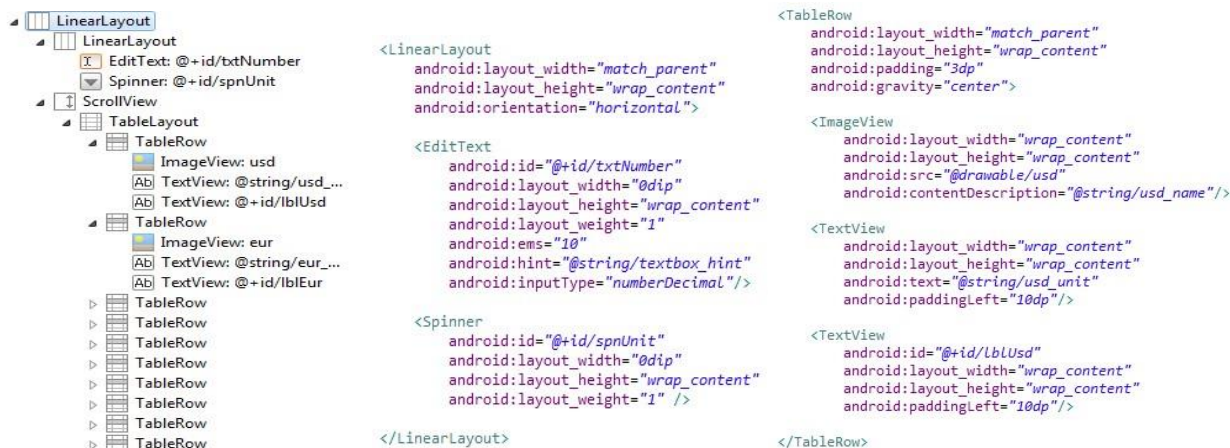 LinearLayout
LinearLayout
EditText: @+id/txtNumber
Spinner: @+id/spnUnit
ScrollView
TableLayout
TableRow
ImageView: usd
Ab TextView: @string/usd_...
Ab TextView: @+id/lblUsd
TableRow
ImageView: eur
Ab TextView: @string/eur_...
Ab TextView: @+id/lblEur
TableRow
TableRow
TableRow
TableRow
TableRow
TableRow
TableRow
TableRow
<LinearLayout
android:layout_width="match_parent"
android:layout_height="wrap_content"
android:orientation="horizontal">
<EditText
android:id="@+id/txtNumber"
android:layout_width="0dip"
android:layout_height="wrap_content"
android:layout_weight="1"
android:ems="10"
android:hint="@string/textbox_hint"
android:inputType="numberDecimal"/>
<Spinner
android:id="@+id/spnUnit"
android:layout_width="0dip"
android:layout_height="wrap_content"
android:layout_weight="1" />
</LinearLayout>
<TableRow
android:layout_width="match_parent"
android:layout_height="wrap_content"
android:padding="3dp"
android:gravity="center">
<ImageView
android:layout_width="wrap_content"
android:layout_height="wrap_content"
android:src="@drawable/usd"
android:contentDescription="@string/usd_name"/>
<TextView
android:layout_width="wrap_content"
android:layout_height="wrap_content"
android:text="@string/usd_unit"
android:paddingLeft="10dp"/>
<TextView
android:id="@+id/lblUsd"
android:layout_width="wrap_content"
android:layout_height="wrap_content"
android:paddingLeft="10dp"/>
</TableRow>